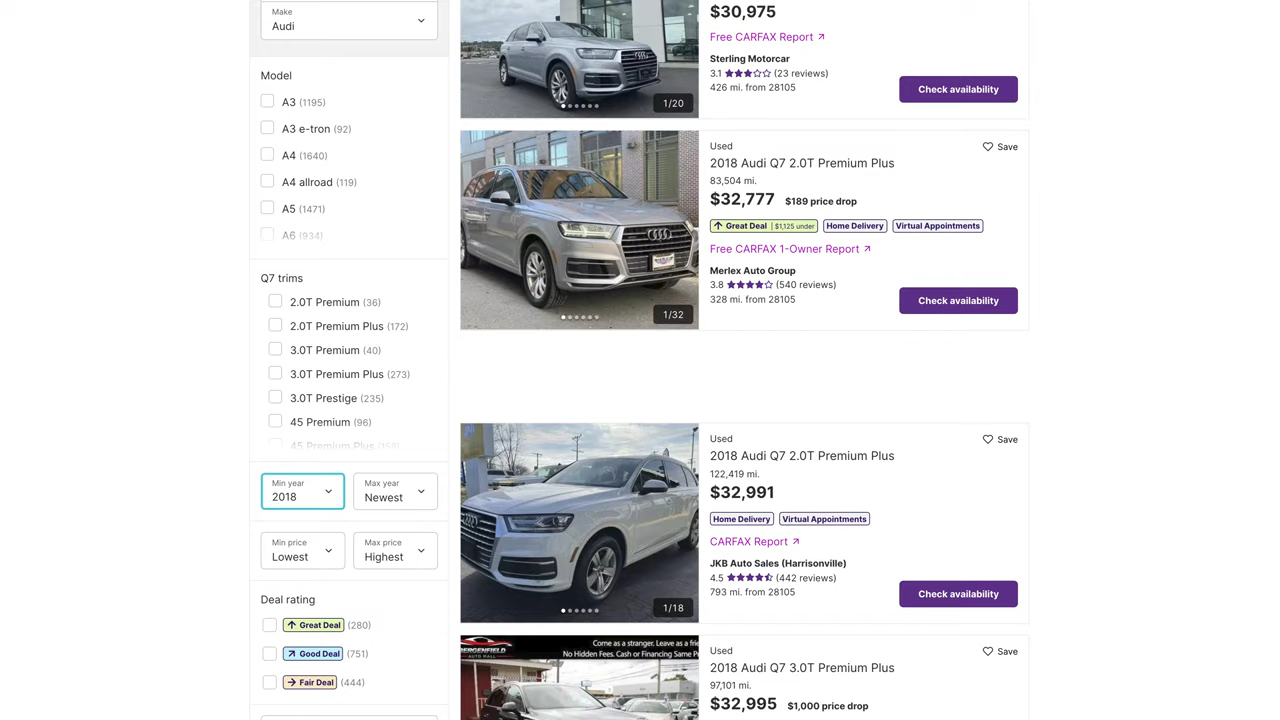 Make
Audi
Model
A3 (1195)
A3 e-tron (92)
A4 (1640)
A4 allroad (119)
A5 (1471)
A6 (934)
Q7 trims
2.0T Premium (36)
2.0T Premium Plus (172)
3.0T Premium (40)
3.0T Premium Plus (273)
3.0T Prestige (235)
45 Premium (96)
45 Premium Plus (158)
Min year
2018
Max year
Newest
Min price
Lowest
Max price
Highest
Deal rating
Great Deal (280)
Good Deal (751)
Fair Deal (444)
1/20
$30,975
Free CARFAX Report
Sterling Motorcar
3.1 (23 reviews)
426 mi. from 28105
Check availability
1/32
Used
Save
2018 Audi Q7 2.0T Premium Plus
83,504 mi.
$32,777 $189 price drop
Great Deal | $1,125 under Home Delivery Virtual Appointments
Free CARFAX 1-Owner Report
Merlex Auto Group
3.8 (540 reviews)
328 mi. from 28105
Check availability
1/18
Used
Save
2018 Audi Q7 2.0T Premium Plus
122,419 mi.
$32,991
Home Delivery Virtual Appointments
CARFAX Report
JKB Auto Sales (Harrisonville)
4.5 (442 reviews)
793 mi. from 28105
Check availability
BERGENFIELD
AUTO MALL
Come as a stranger. Leave as a frie
No Hidden Fees. Cash or Financing Same P
Used
Save
2018 Audi Q7 3.0T Premium Plus
97,101 mi.
$32,995 $1,000 price drop